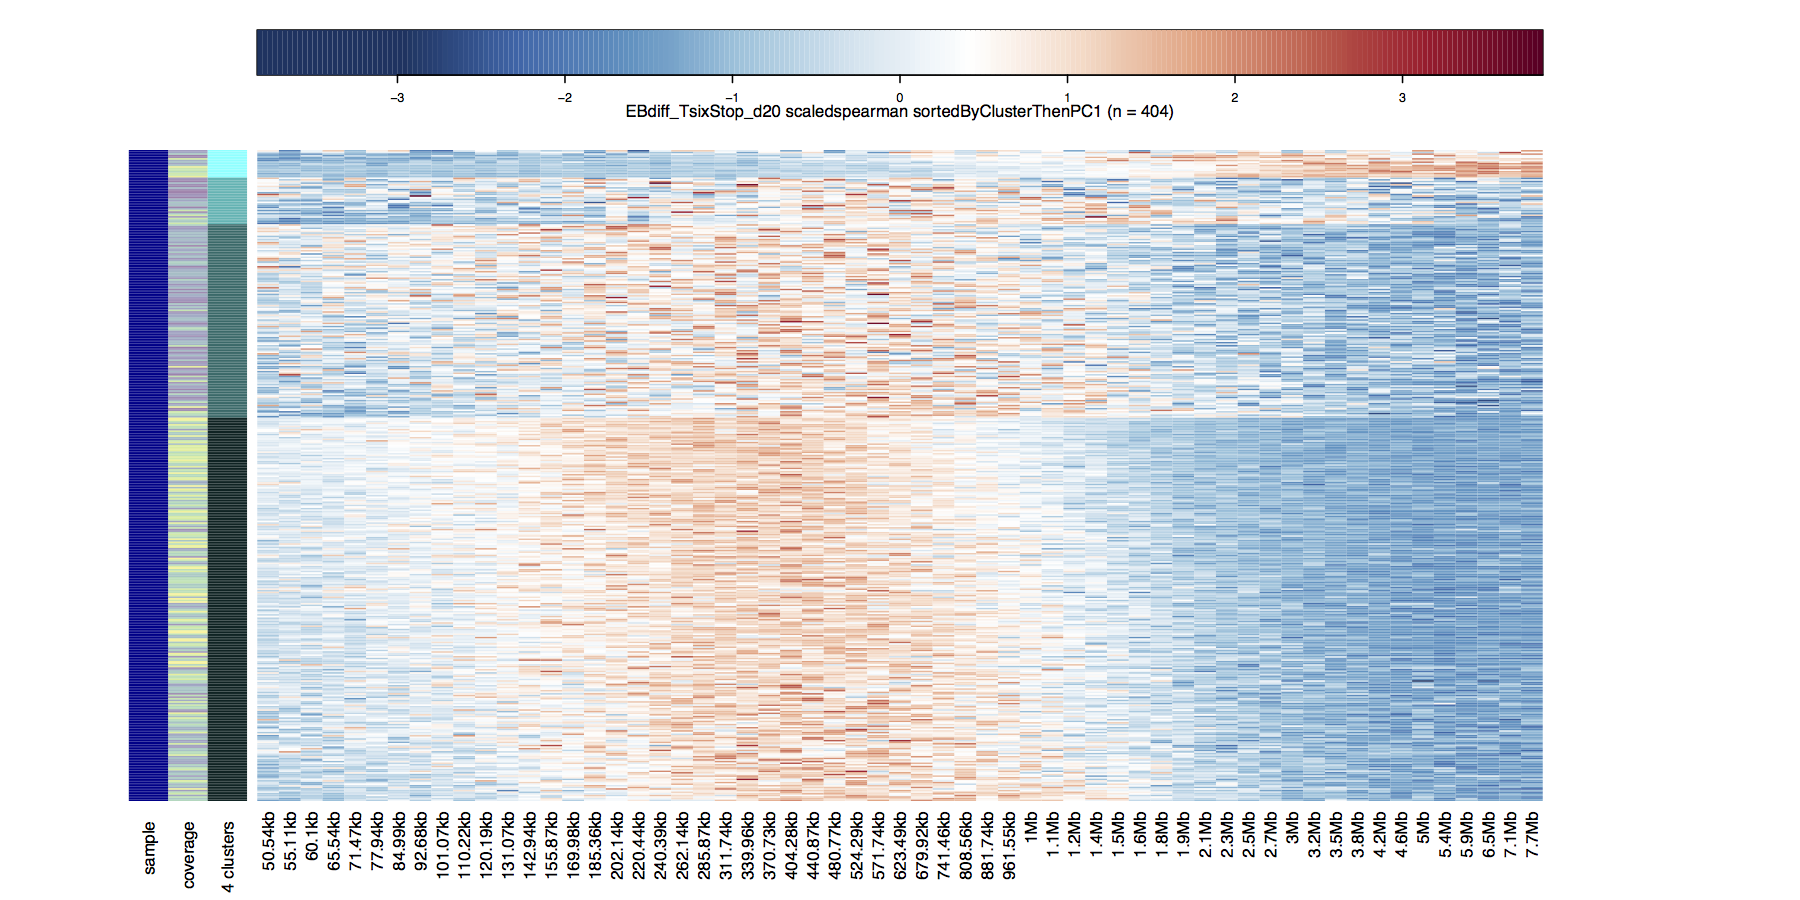 −3 −2 −1 0 1 2 3
EBdiff_TsixStop_d20 scaledspearman sortedByClusterThenPC1 (n = 404)
sample
coverage
4 clusters
50.54kb
55.11kb
60.1kb
65.54kb
71.47kb
77.94kb
84.99kb
92.68kb
101.07kb
110.22kb
120.19kb
131.07kb
142.94kb
155.87kb
169.98kb
185.36kb
202.14kb
220.44kb
240.39kb
262.14kb
285.87kb
311.74kb
339.96kb
370.73kb
404.28kb
440.87kb
480.77kb
524.29kb
571.74kb
623.49kb
679.92kb
741.46kb
808.56kb
881.74kb
961.55kb
1Mb
1.1Mb
1.2Mb
1.4Mb
1.5Mb
1.6Mb
1.8Mb
1.9Mb
2.1Mb
2.3Mb
2.5Mb
2.7Mb
3Mb
3.2Mb
3.5Mb
3.8Mb
4.2Mb
4.6Mb
5Mb
5.4Mb
5.9Mb
6.5Mb
7.1Mb
7.7Mb